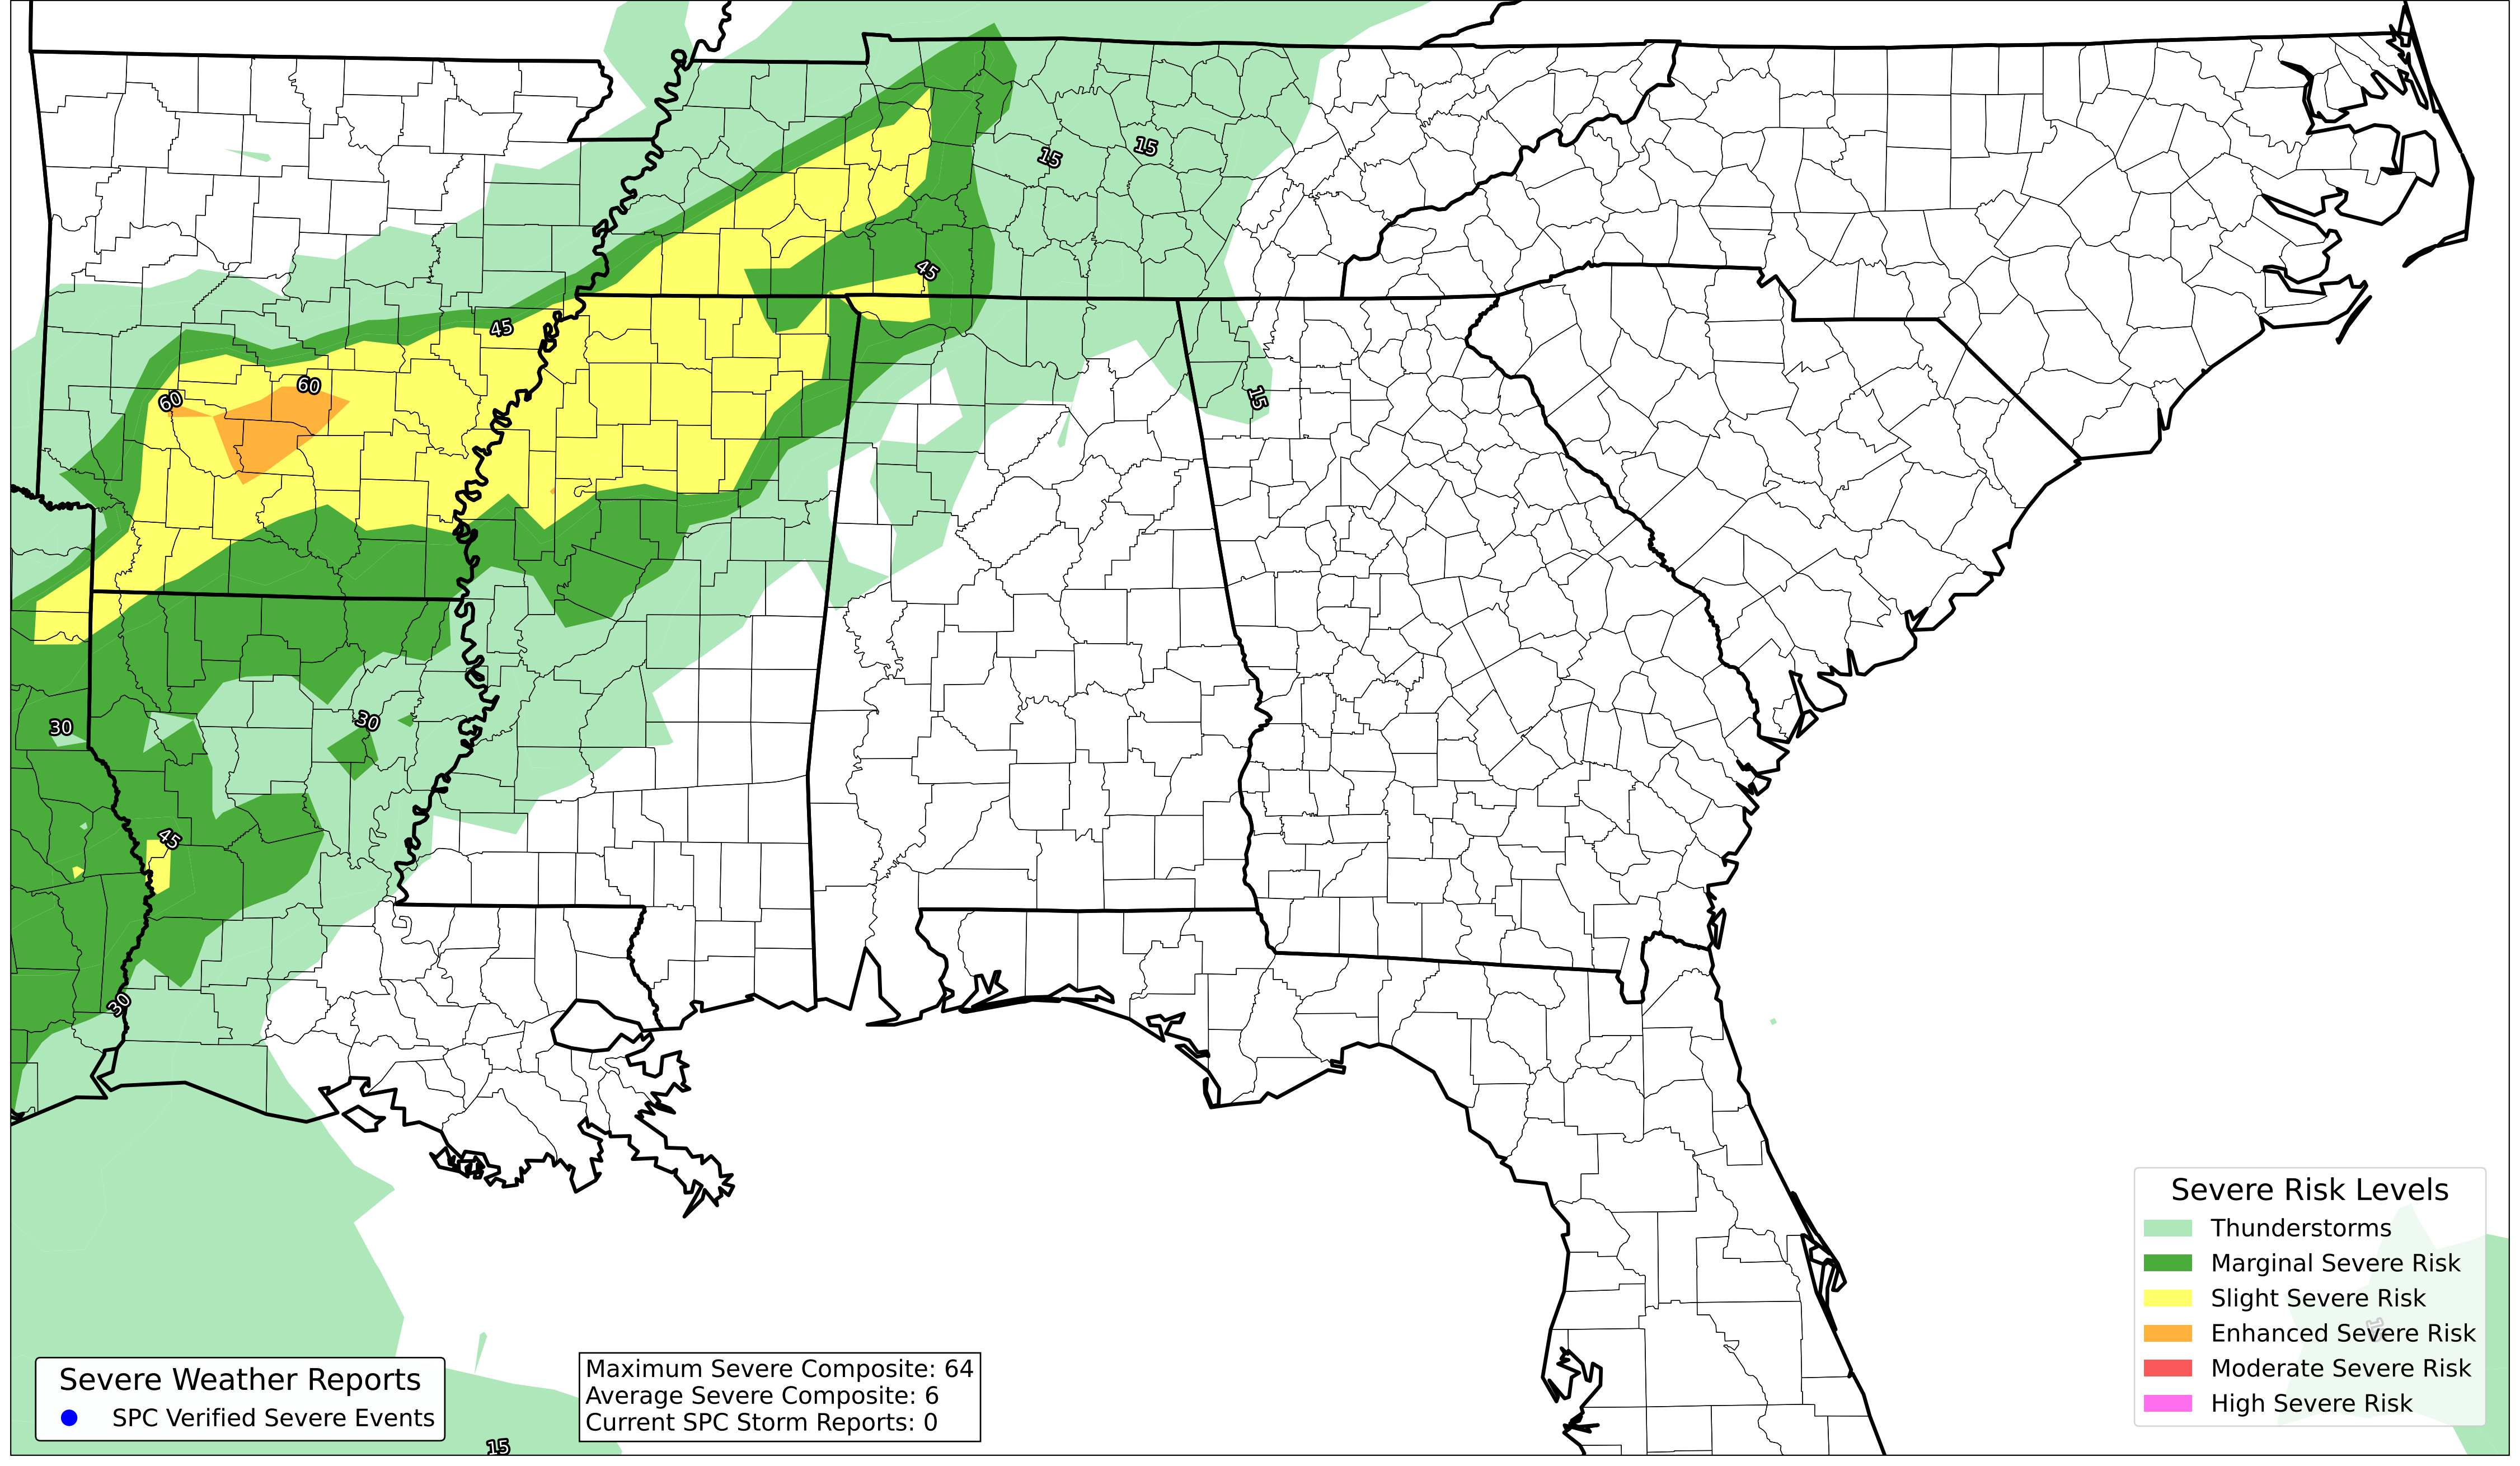 15
15
45
45
60
60
15
30
30
45
30
Severe Risk Levels
Thunderstorms
Marginal Severe Risk
Slight Severe Risk
15
Enhanced Severe Risk
Moderate Severe Risk
High Severe Risk
Severe Weather Reports
SPC Verified Severe Events
Maximum Severe Composite: 64
Average Severe Composite: 6
Current SPC Storm Reports: 0
15